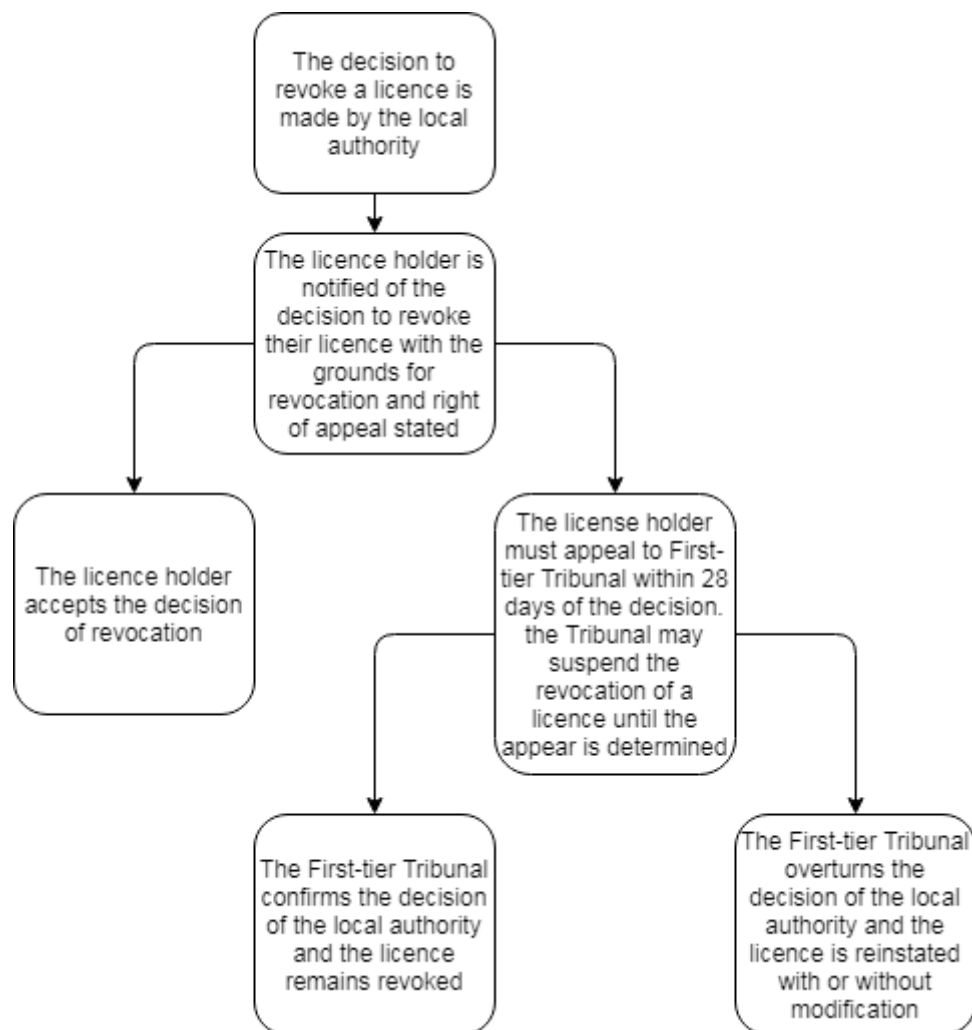 The decision to
revoke a licence is
made by the local
authority
The licence holder is
notified of the
decision to revoke
their licence with the
grounds for
revocation and right
of appeal stated
The licence holder
accepts the decision
of revocation
The license holder
must appeal to First-
tier Tribunal within 28
days of the decision.
the Tribunal may
suspend the
revocation of a
licence until the
appear is determined
The First-tier Tribunal
confirms the decision
of the local authority
and the licence
remains revoked
The First-tier Tribunal
overturns the
decision of the local
authority and the
licence is reinstated
with or without
modification